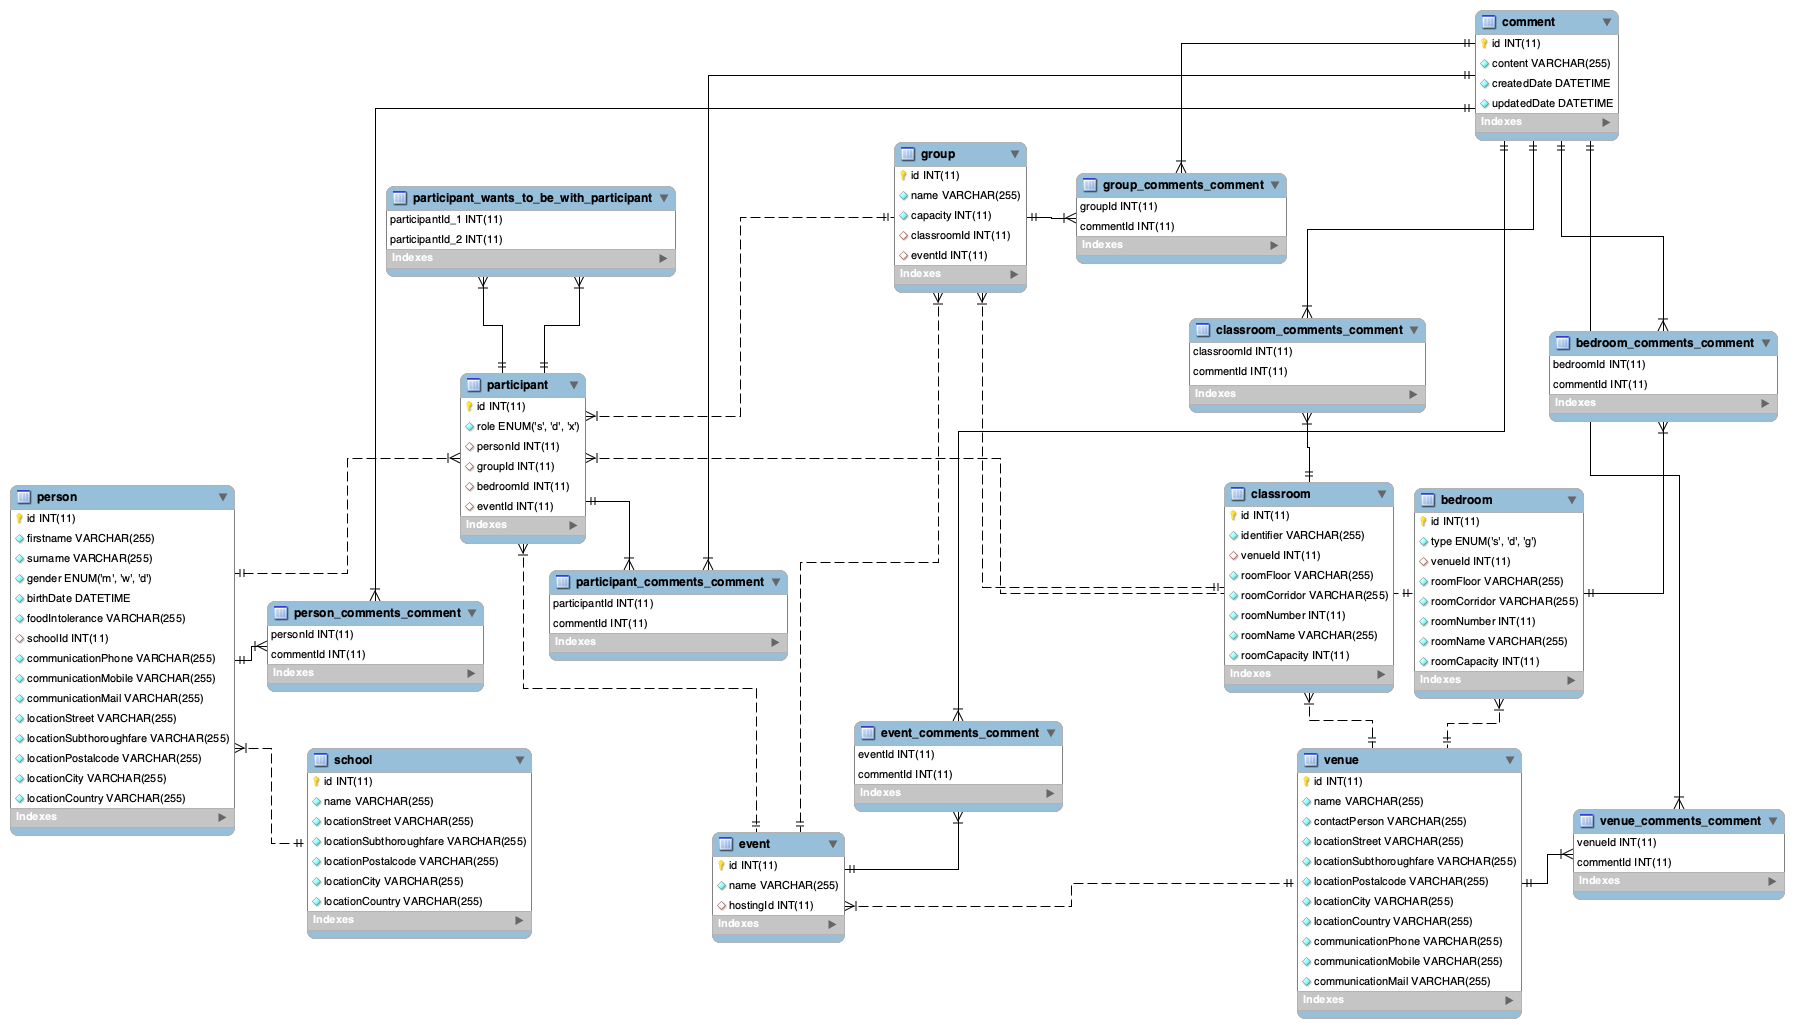 comment
id INT(11)
content VARCHAR(255)
createdDate DATETIME
updatedDate DATETIME
Indexes
group
id INT(11)
name VARCHAR(255)
capacity INT(11)
classroomId INT(11)
eventId INT(11)
Indexes
group_comments_comment
groupId INT(11)
commentId INT(11)
Indexes
participant_wants_to_be_with_participant
participantId_1 INT(11)
participantId_2 INT(11)
Indexes
classroom_comments_comment
classroomId INT(11)
commentId INT(11)
Indexes
bedroom_comments_comment
bedroomId INT(11)
commentId INT(11)
Indexes
participant
id INT(11)
role ENUM('s', 'd', 'x')
personId INT(11)
groupId INT(11)
bedroomId INT(11)
eventId INT(11)
Indexes
person
id INT(11)
firstname VARCHAR(255)
surname VARCHAR(255)
gender ENUM('m', 'w', 'd')
birthDate DATETIME
foodIntolerance VARCHAR(255)
schoolId INT(11)
communicationPhone VARCHAR(255)
communicationMobile VARCHAR(255)
communicationMail VARCHAR(255)
locationStreet VARCHAR(255)
locationSubthoroughfare VARCHAR(255)
locationPostalcode VARCHAR(255)
locationCity VARCHAR(255)
locationCountry VARCHAR(255)
Indexes
person_comments_comment
personId INT(11)
commentId INT(11)
Indexes
participant_comments_comment
participantId INT(11)
commentId INT(11)
Indexes
classroom
id INT(11)
identifier VARCHAR(255)
venueId INT(11)
roomFloor VARCHAR(255)
roomCorridor VARCHAR(255)
roomNumber INT(11)
roomName VARCHAR(255)
roomCapacity INT(11)
Indexes
bedroom
id INT(11)
type ENUM('s', 'd', 'g')
venueId INT(11)
roomFloor VARCHAR(255)
roomCorridor VARCHAR(255)
roomNumber INT(11)
roomName VARCHAR(255)
roomCapacity INT(11)
Indexes
school
id INT(11)
name VARCHAR(255)
locationStreet VARCHAR(255)
locationSubthoroughfare VARCHAR(255)
locationPostalcode VARCHAR(255)
locationCity VARCHAR(255)
locationCountry VARCHAR(255)
Indexes
event_comments_comment
eventId INT(11)
commentId INT(11)
Indexes
event
id INT(11)
name VARCHAR(255)
hostingId INT(11)
Indexes
venue
id INT(11)
name VARCHAR(255)
contactPerson VARCHAR(255)
locationStreet VARCHAR(255)
locationSubthoroughfare VARCHAR(255)
locationPostalcode VARCHAR(255)
locationCity VARCHAR(255)
locationCountry VARCHAR(255)
communicationPhone VARCHAR(255)
communicationMobile VARCHAR(255)
communicationMail VARCHAR(255)
Indexes
venue_comments_comment
venueId INT(11)
commentId INT(11)
Indexes